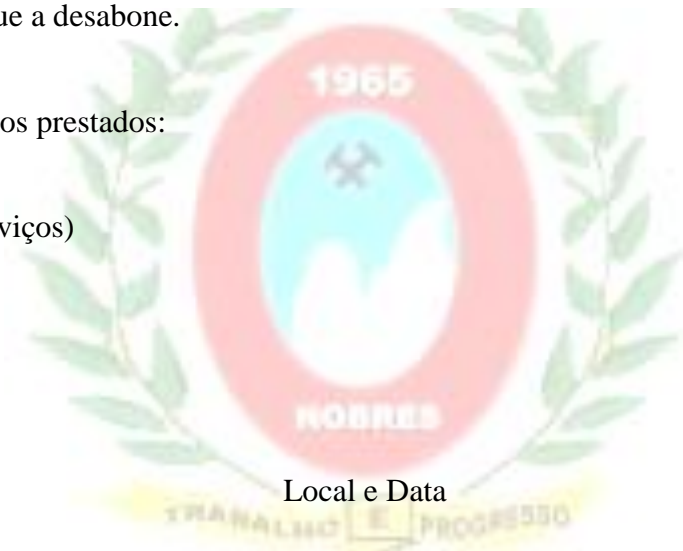 ue a desabone.
1965
os prestados:
viços)
NOBRES
Local e Data
TRABALHO E PROGRESSO